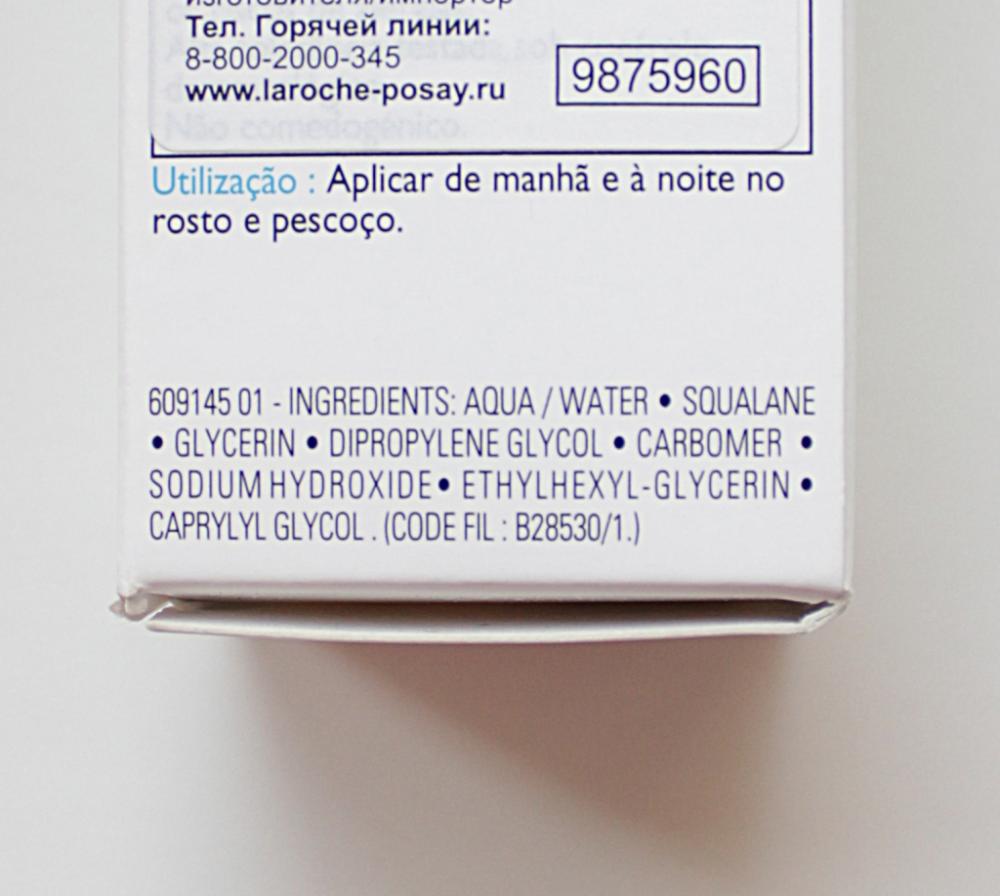 изготовителя/импортер
Тел. Горячей линии:
8-800-2000-345
www.laroche-posay.ru
9875960
Não comedogénico.
Utilização : Aplicar de manhã e à noite no
rosto e pescoço.
609145 01 - INGREDIENTS: AQUA / WATER • SQUALANE
• GLYCERIN • DIPROPYLENE GLYCOL • CARBOMER •
SODIUM HYDROXIDE • ETHYLHEXYL-GLYCERIN •
CAPRYLYL GLYCOL . (CODE FIL : B28530/1.)